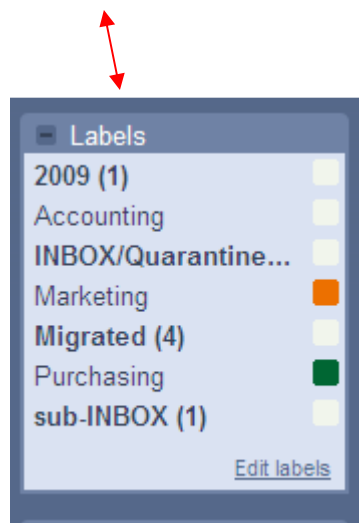 Labels
2009 (1)
Accounting
INBOX/Quarantine...
Marketing
Migrated (4)
Purchasing
sub-INBOX (1)
Edit labels